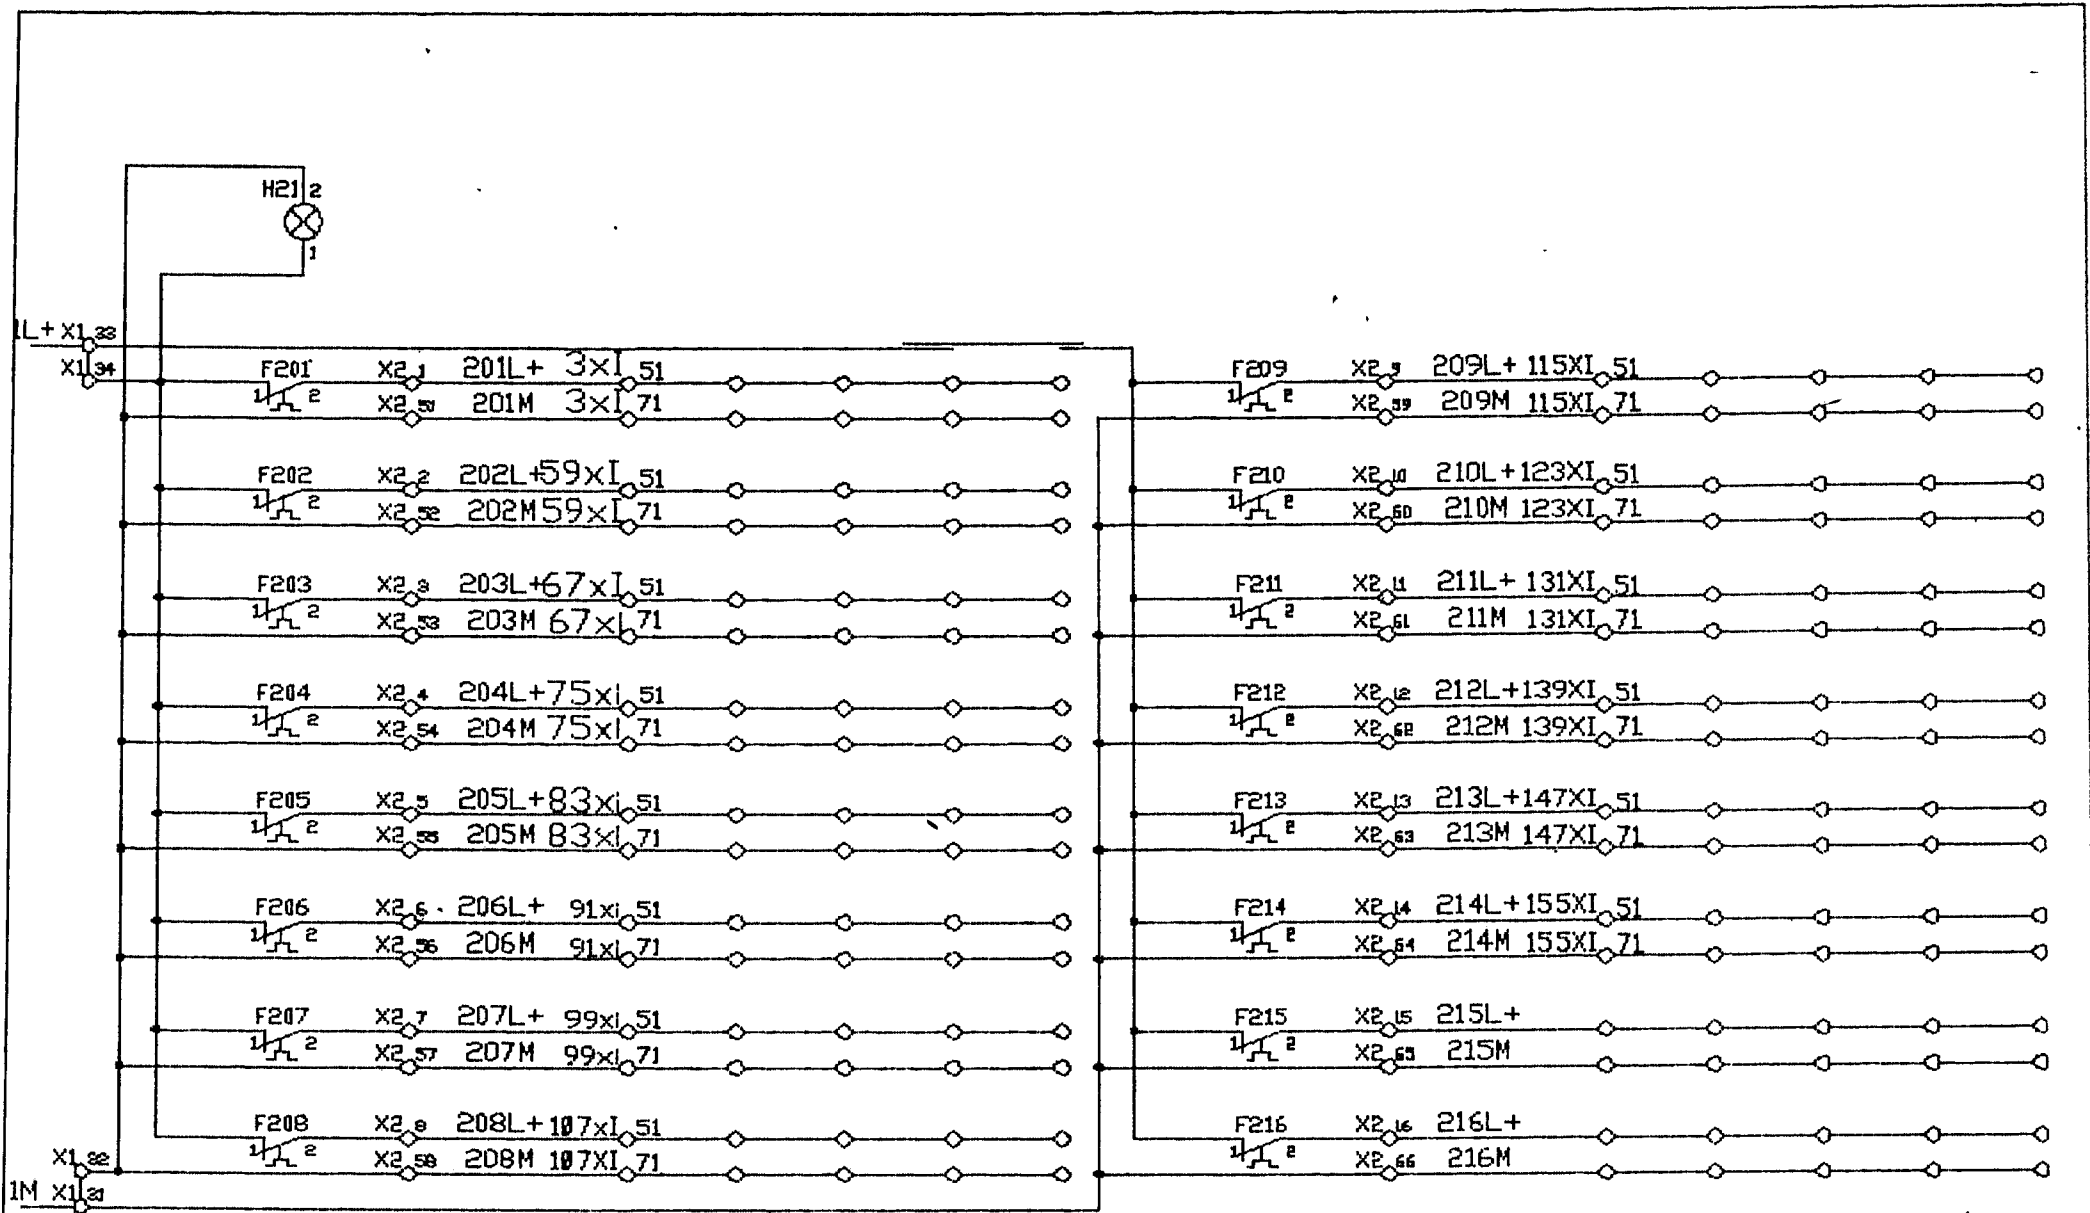 H21 2
1
1L+ X1 33
X1 34
F201 X2 1 201L+ 3xI 51
1 2 X2 51 201M 3xI 71
F202 X2 2 202L+ 59xI 51
1 2 X2 52 202M 59xI 71
F203 X2 3 203L+ 67xI 51
1 2 X2 53 203M 67xI 71
F204 X2 4 204L+ 75xI 51
1 2 X2 54 204M 75xI 71
F205 X2 5 205L+ 83xI 51
1 2 X2 55 205M 83xI 71
F206 X2 6 206L+ 91xI 51
1 2 X2 56 206M 91xI 71
F207 X2 7 207L+ 99xI 51
1 2 X2 57 207M 99xI 71
F208 X2 8 208L+ 107xI 51
1 2 X2 58 208M 107XI 71
X1 22
1M X1 21
F209 X2 9 209L+ 115XI 51
1 2 X2 59 209M 115XI 71
F210 X2 10 210L+ 123XI 51
1 2 X2 60 210M 123XI 71
F211 X2 11 211L+ 131XI 51
1 2 X2 61 211M 131XI 71
F212 X2 12 212L+ 139XI 51
1 2 X2 62 212M 139XI 71
F213 X2 13 213L+ 147XI 51
1 2 X2 63 213M 147XI 71
F214 X2 14 214L+ 155XI 51
1 2 X2 64 214M 155XI 71
F215 X2 15 215L+
1 2 X2 65 215M
F216 X2 16 216L+
1 2 X2 66 216M